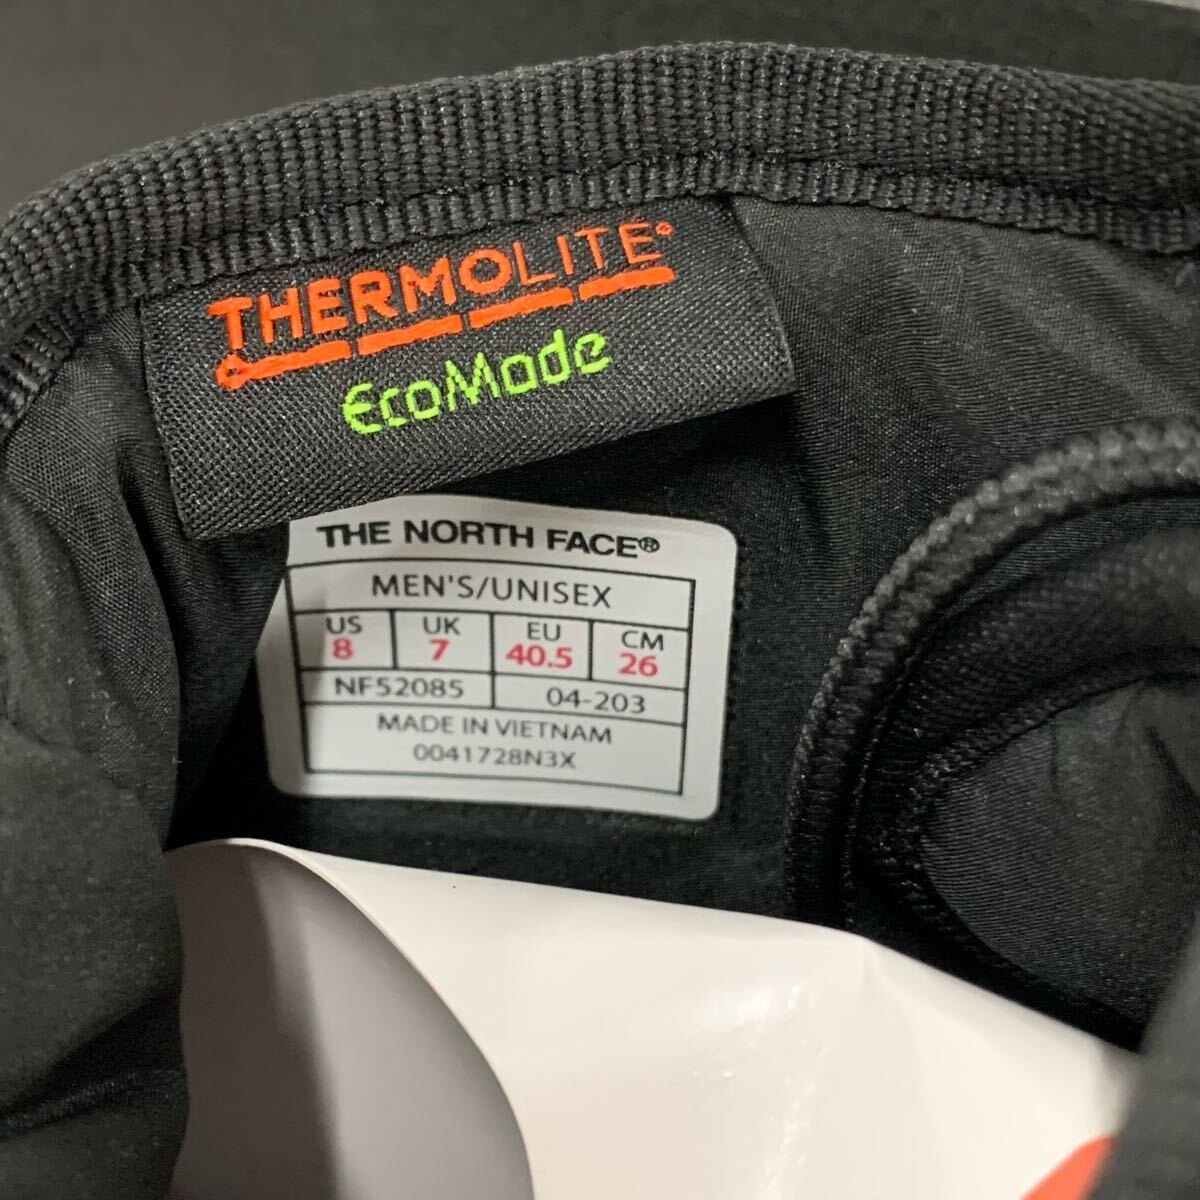 THERMOLITE®
EcoMade
THE NORTH FACE®
MEN'S/UNISEX
US UK EU CM
8 7 40.5 26
NF52085 04-203
MADE IN VIETNAM
0041728N3X